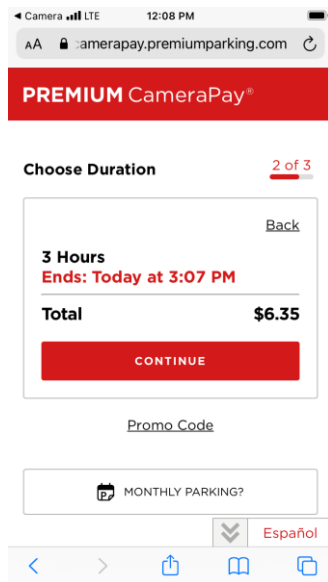 Camera LTE 12:08 PM
AA camerapay.premiumparking.com
PREMIUM CameraPay®
Choose Duration 2 of 3
Back
3 Hours
Ends: Today at 3:07 PM
Total $6.35
CONTINUE
Promo Code
MONTHLY PARKING?
Español